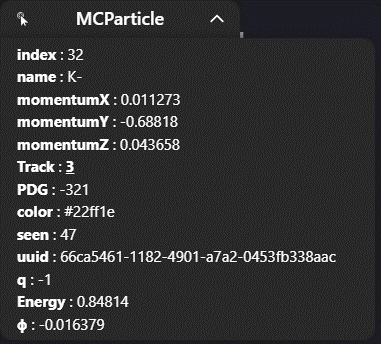 MCParticle
index : 32
name : K-
momentumX : 0.011273
momentumY : -0.68818
momentumZ : 0.043658
Track : 3
PDG : -321
color : #22ff1e
seen : 47
uuid : 66ca5461-1182-4901-a7a2-0453fb338aac
q : -1
Energy : 0.84814
ϕ : -0.016379